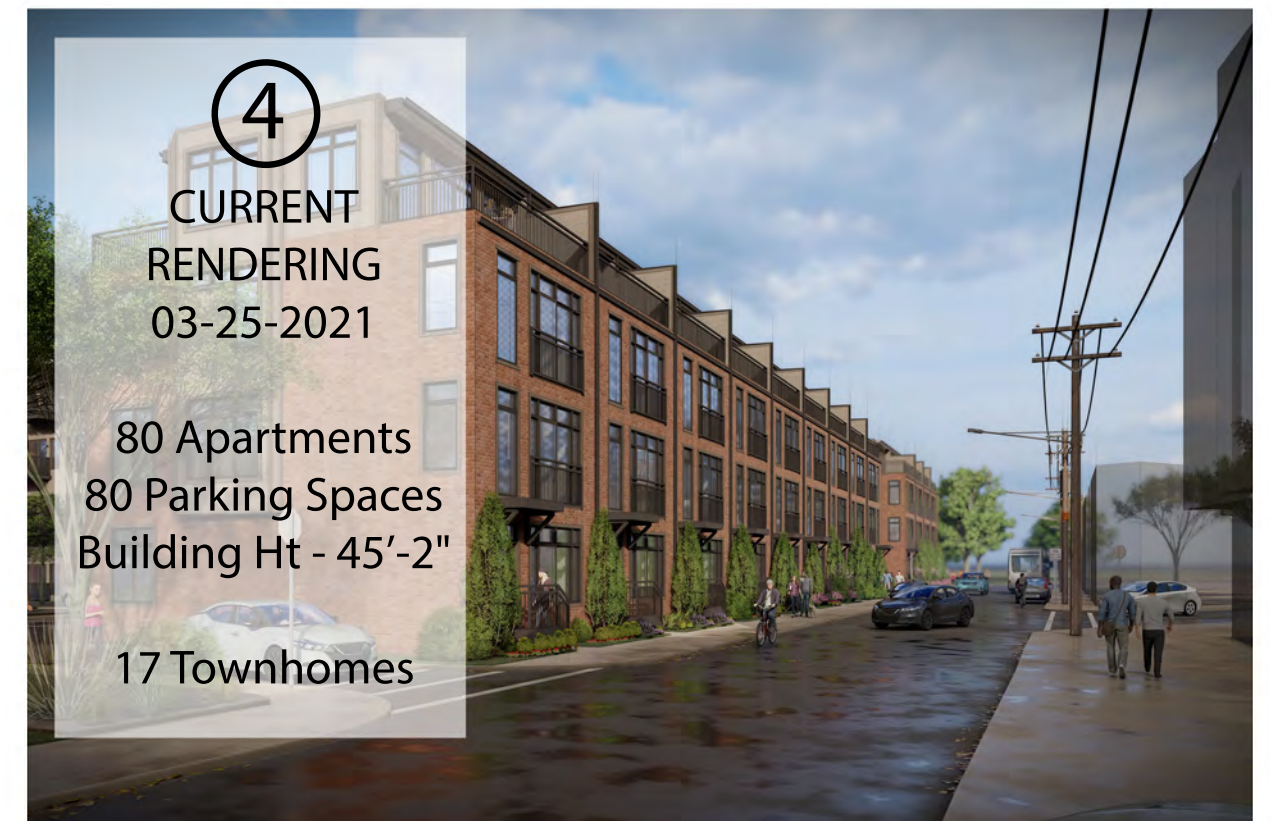 4
CURRENT
RENDERING
03-25-2021
80 Apartments
80 Parking Spaces
Building Ht - 45’-2"
17 Townhomes